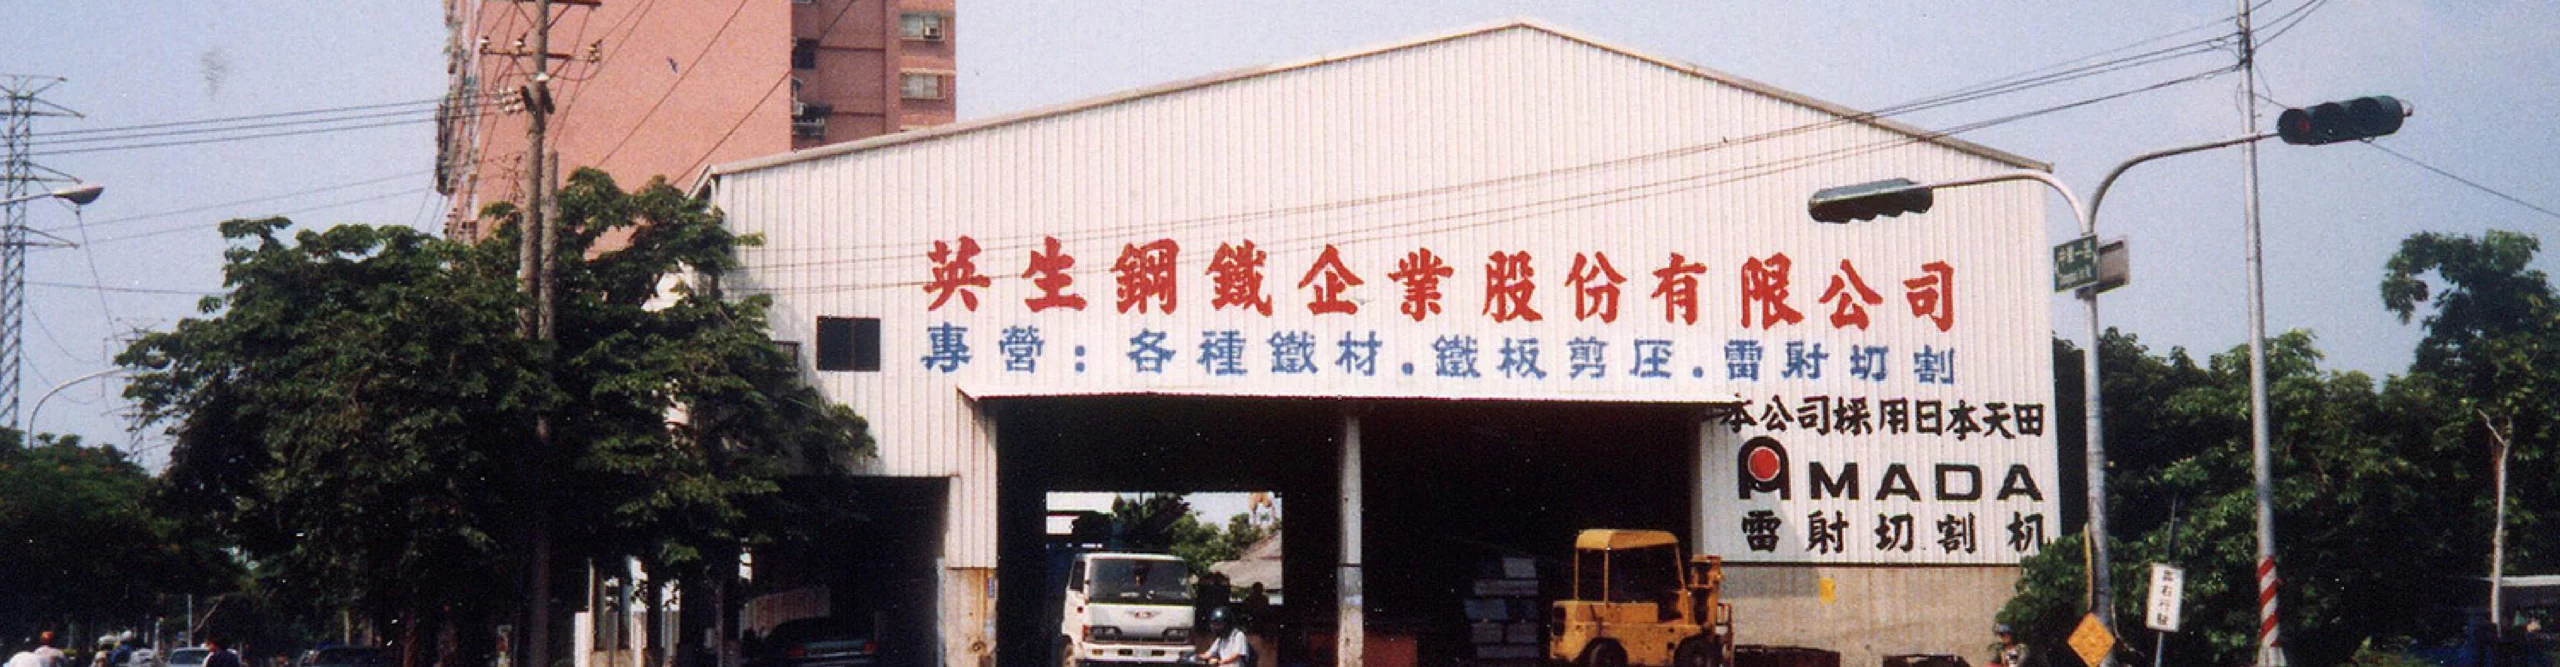 英生鋼鐵企業股份有限公司
專營：各種鐵材．鐵板剪圧．雷射切割
本公司採用日本天田
AMADA
雷射切割机